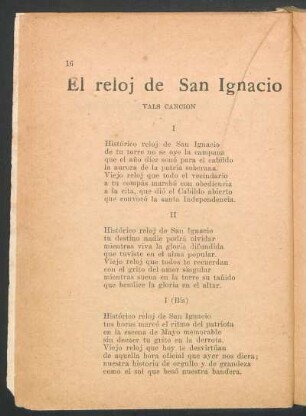 16
El reloj de San Ignacio
VALS CANCION
I
Histórico reloj de San Ignacio
de tu torre no se oye la campana
que el año diez sonó para el cabildo
la aurora de la patria soberana.
Viejo reloj que todo el vecindario
a tu compás marchó con obediencia
a la cita, que dió el Cabildo abierto
que convocó la santa Independencia.
II
Histórico reloj de San Ignacio
tu destino nadie podrá olvidar
mientras viva la gloria difundida
que tuviste en el alma popular.
Viejo reloj que todos te recuerdan
con el grito del amor singular
mientras suena en la torre su tañido
que bendice la gloria en el altar.
I (Bis)
Histórico reloj de San Ignacio
tus horas marcó el ritmo del patriota
en la escena de Mayo memorable
sin doncer tu grito en la derrota.
Viejo reloj que hoy te desvirtúan
de aquella hora oficial que ayer nos diera;
nuestra historia de orgullo y de grandeza
como el sol que besó nuestra bandera.